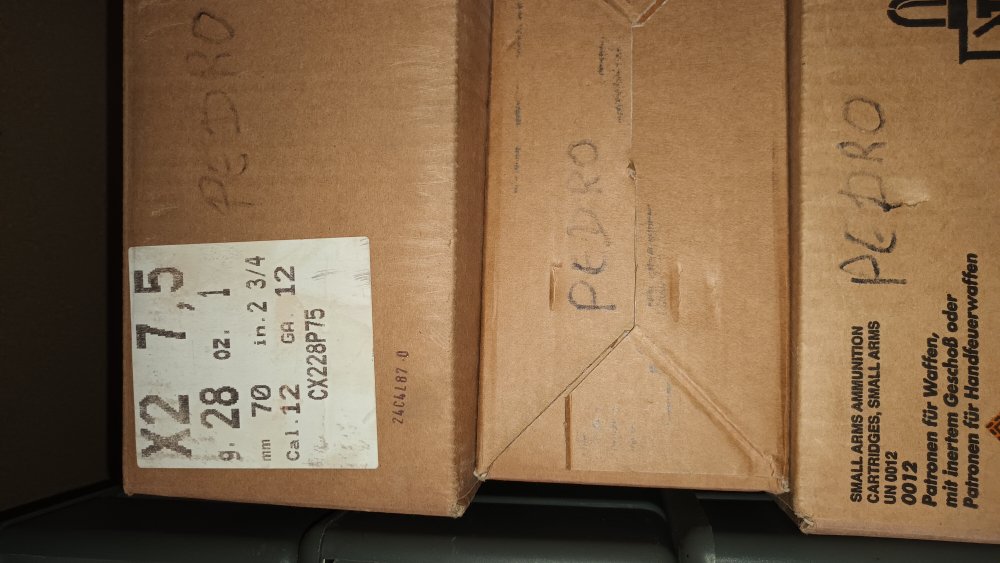 PEDRO
X2 7,5
g. 28 oz. 1
mm 70 in. 2 3/4
Cal. 12 GA. 12
CX228P75
24C4L87-0
PEDRO
PEDRO
SMALL ARMS AMMUNITION
CARTRIDGES, SMALL ARMS
UN 0012
0012
Patronen für Waffen,
mit inertem Geschoß oder
Patronen für Handfeuerwaffen